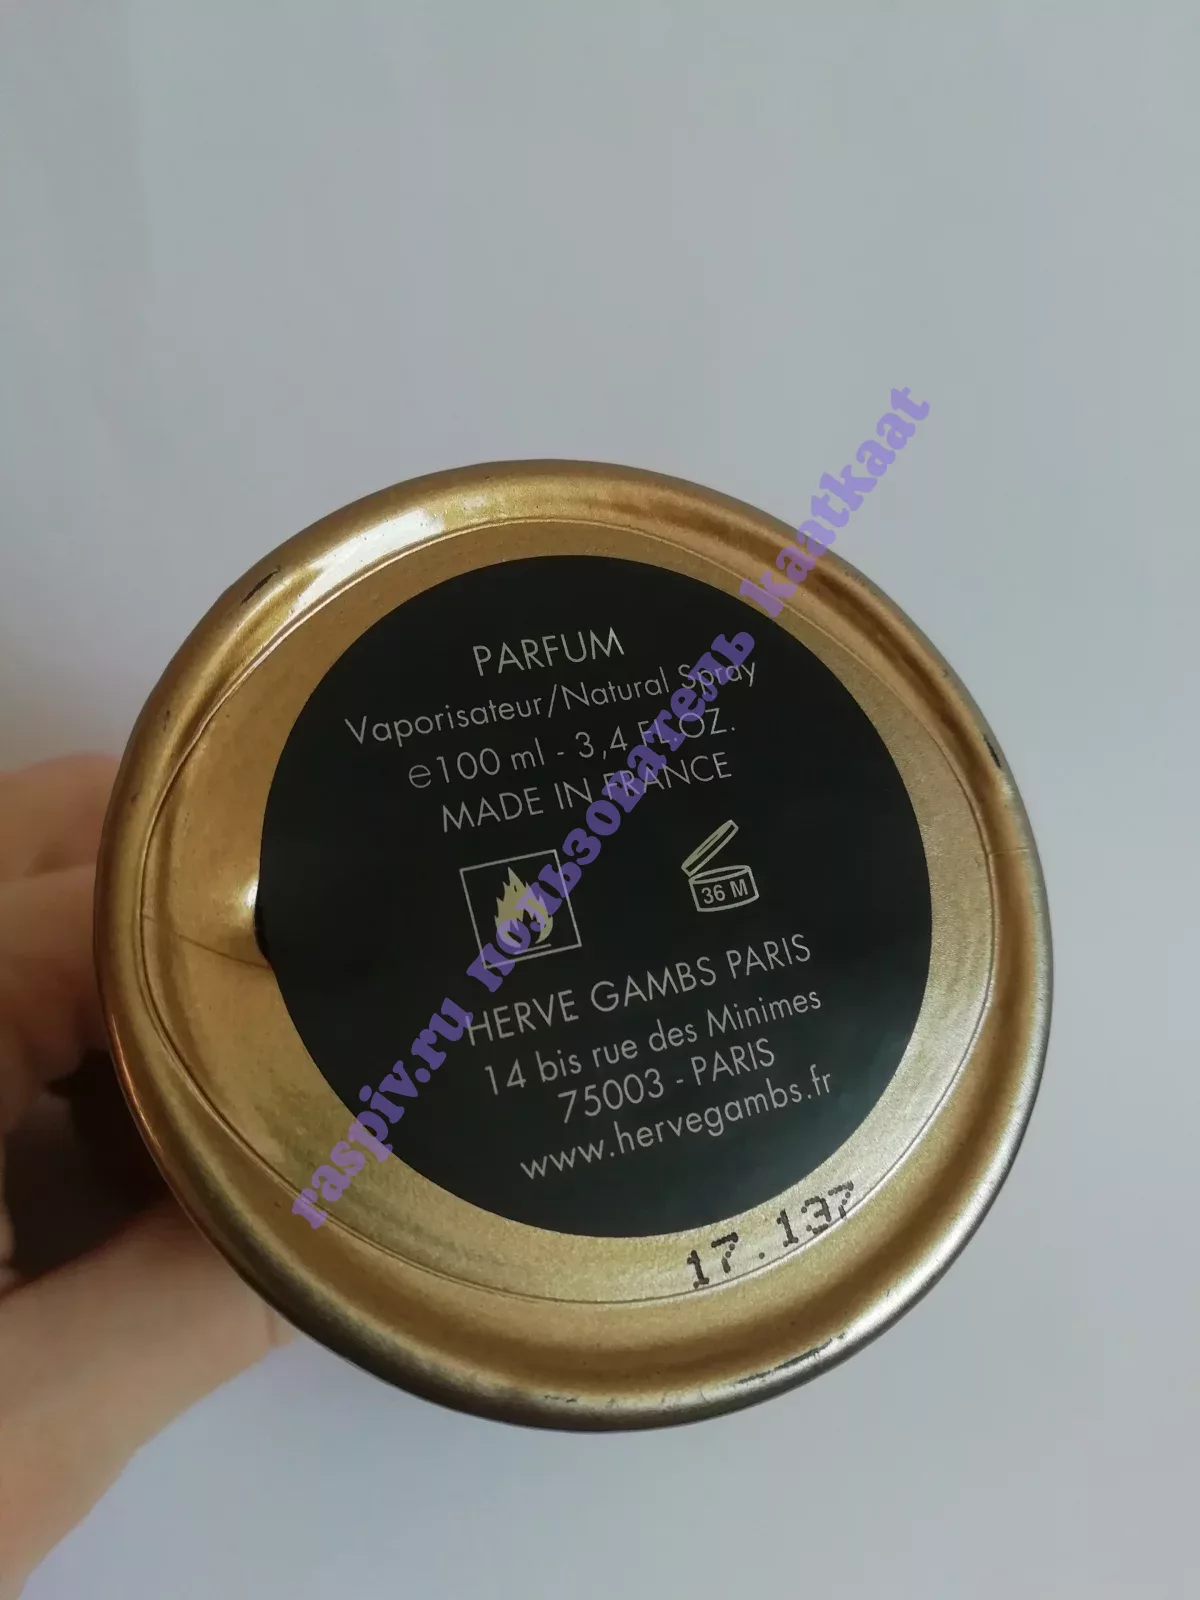 PARFUM
Vaporisateur/Natural Spray
℮100 ml - 3,4 FL.OZ.
MADE IN FRANCE
36 M
HERVE GAMBS PARIS
14 bis rue des Minimes
75003 - PARIS
www.hervegambs.fr
17.137
raspiv.ru пользователь kaatkaat